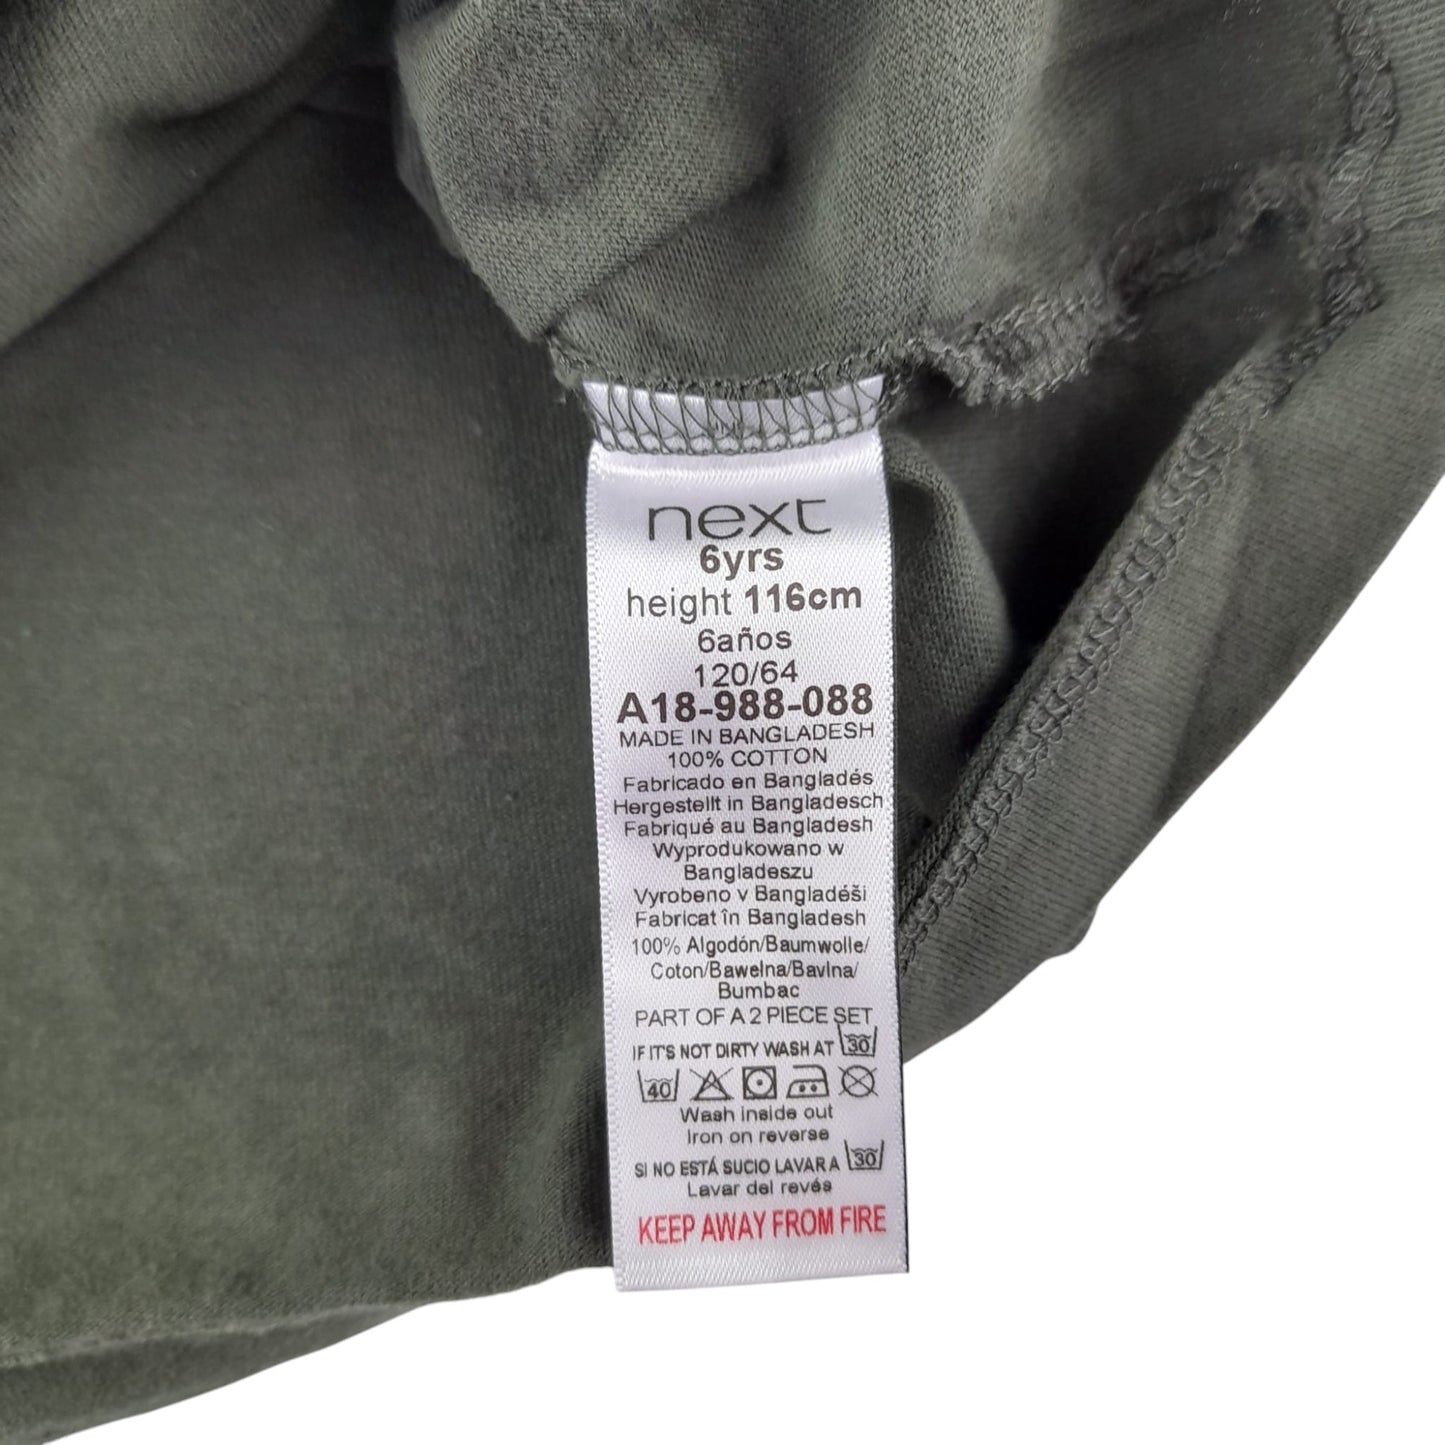 next
6yrs
height 116cm
6años
120/64
A18-988-088
MADE IN BANGLADESH
100% COTTON
Fabricado en Bangladés
Hergestellt in Bangladesch
Fabriqué au Bangladesh
Wyprodukowano w
Bangladeszu
Vyrobeno v Bangladéši
Fabricat în Bangladesh
100% Algodón/Baumwolle/
Coton/Bawełna/Bavlna/
Bumbac
PART OF A 2 PIECE SET
IF IT'S NOT DIRTY WASH AT 30
40
Wash inside out
Iron on reverse
SI NO ESTÁ SUCIO LAVAR A 30
Lavar del revés
KEEP AWAY FROM FIRE